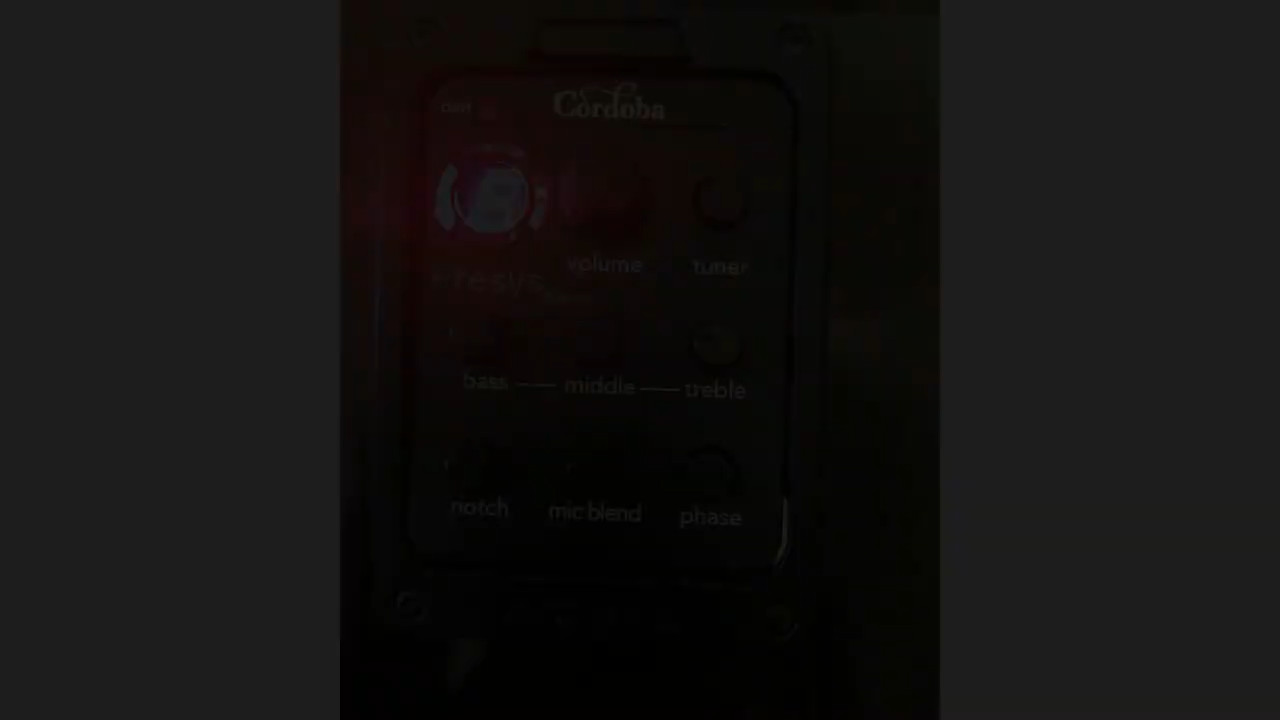 Cordoba
volume tuner
bass middle treble
notch mic blend phase